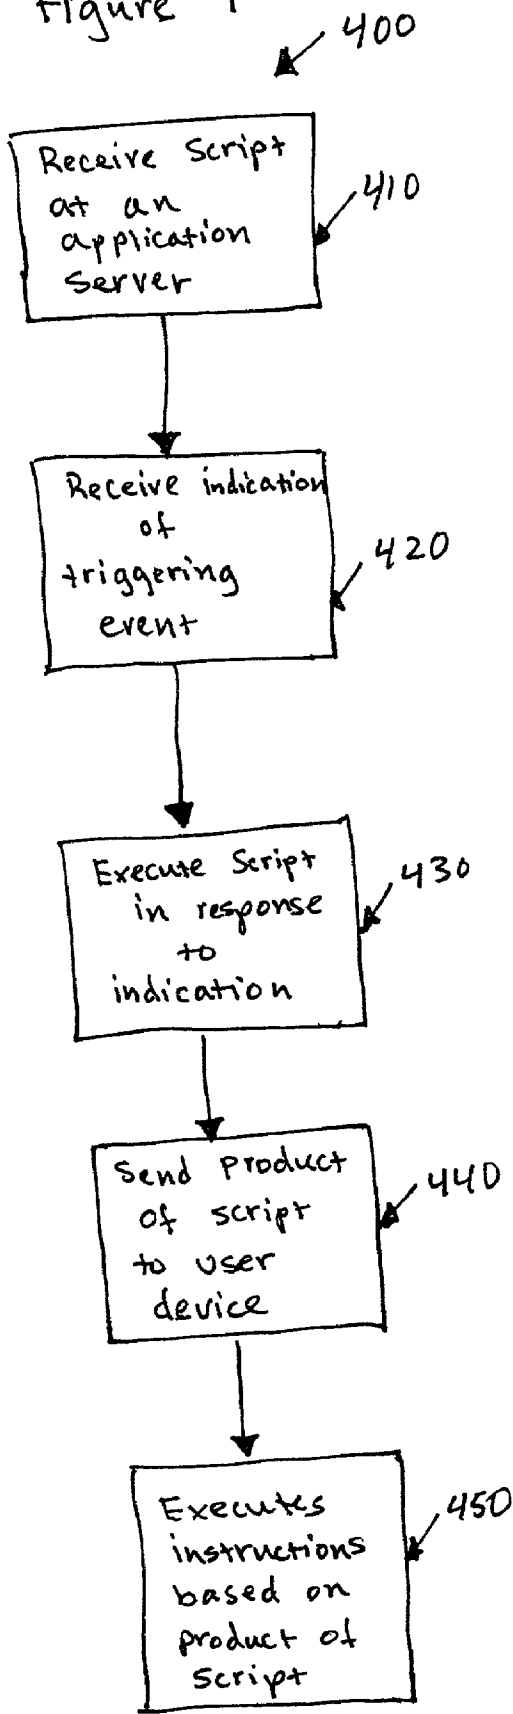 Figure
400
Receive Script
at an
application
server
410
Receive indication
of
triggering
event
420
Execute Script
in response
to
indication
430
Send product
of script
to user
device
440
Executes
instructions
based on
product of
script
450